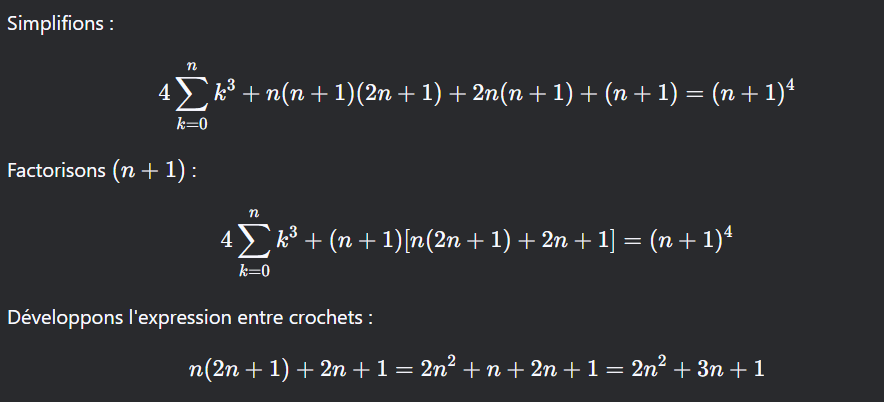 Simplifions :
4 \sum_{k=0}^{n} k^3 + n(n + 1)(2n + 1) + 2n(n + 1) + (n + 1) = (n + 1)^4
Factorisons (n + 1) :
4 \sum_{k=0}^{n} k^3 + (n + 1)[n(2n + 1) + 2n + 1] = (n + 1)^4
Développons l'expression entre crochets :
n(2n + 1) + 2n + 1 = 2n^2 + n + 2n + 1 = 2n^2 + 3n + 1